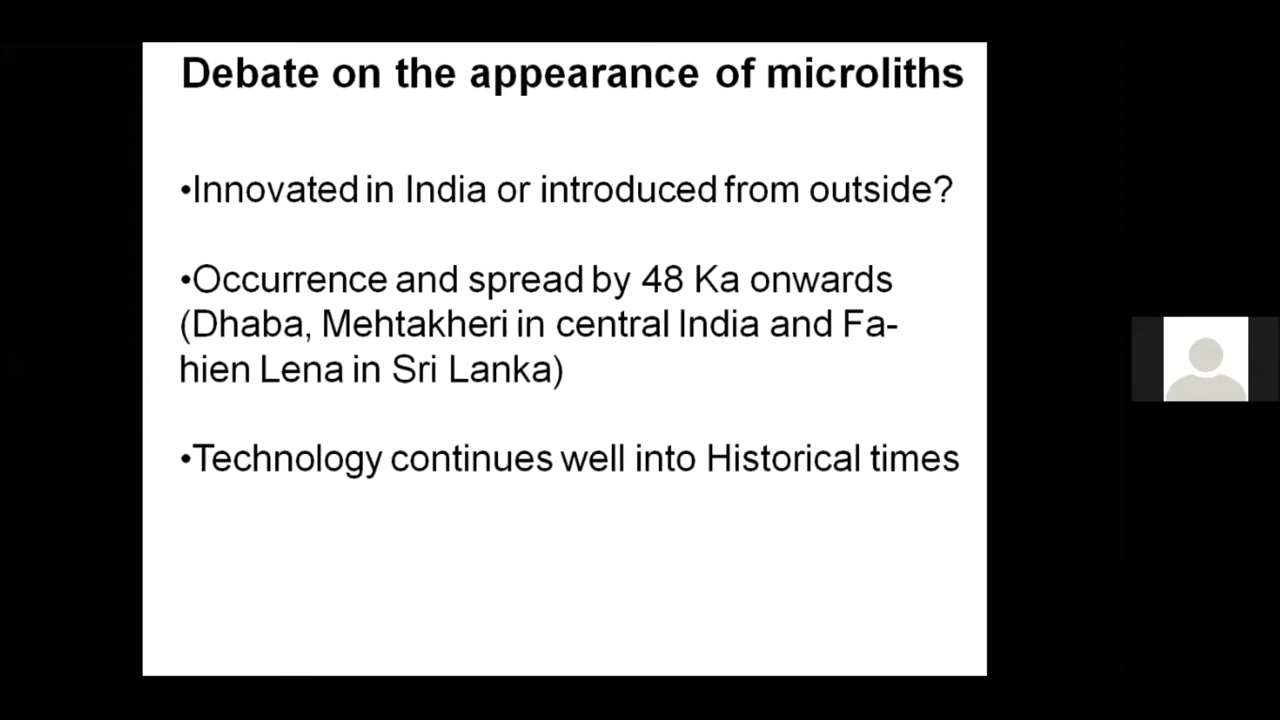 Debate on the appearance of microliths
•Innovated in India or introduced from outside?
•Occurrence and spread by 48 Ka onwards
(Dhaba, Mehtakheri in central India and Fa-
hien Lena in Sri Lanka)
•Technology continues well into Historical times